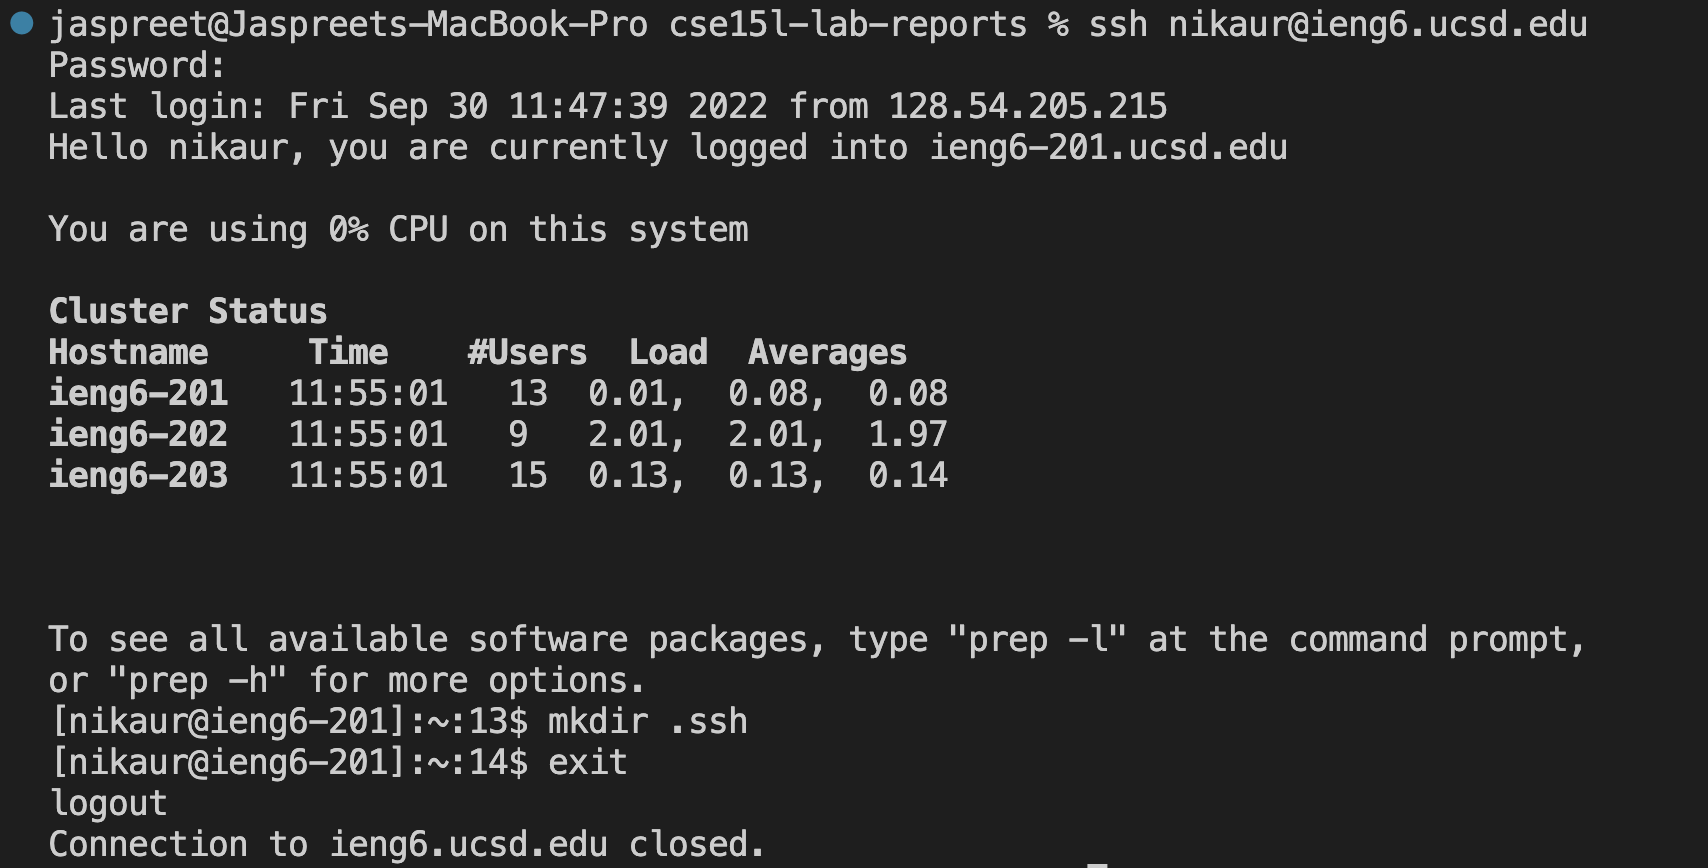 jaspreet@Jaspreets-MacBook-Pro cse15l-lab-reports % ssh nikaur@ieng6.ucsd.edu
Password:
Last login: Fri Sep 30 11:47:39 2022 from 128.54.205.215
Hello nikaur, you are currently logged into ieng6-201.ucsd.edu
You are using 0% CPU on this system
Cluster Status
Hostname     Time    #Users  Load  Averages
ieng6-201   11:55:01   13  0.01,  0.08,  0.08
ieng6-202   11:55:01   9   2.01,  2.01,  1.97
ieng6-203   11:55:01   15  0.13,  0.13,  0.14
To see all available software packages, type "prep -l" at the command prompt,
or "prep -h" for more options.
[nikaur@ieng6-201]:~:13$ mkdir .ssh
[nikaur@ieng6-201]:~:14$ exit
logout
Connection to ieng6.ucsd.edu closed.